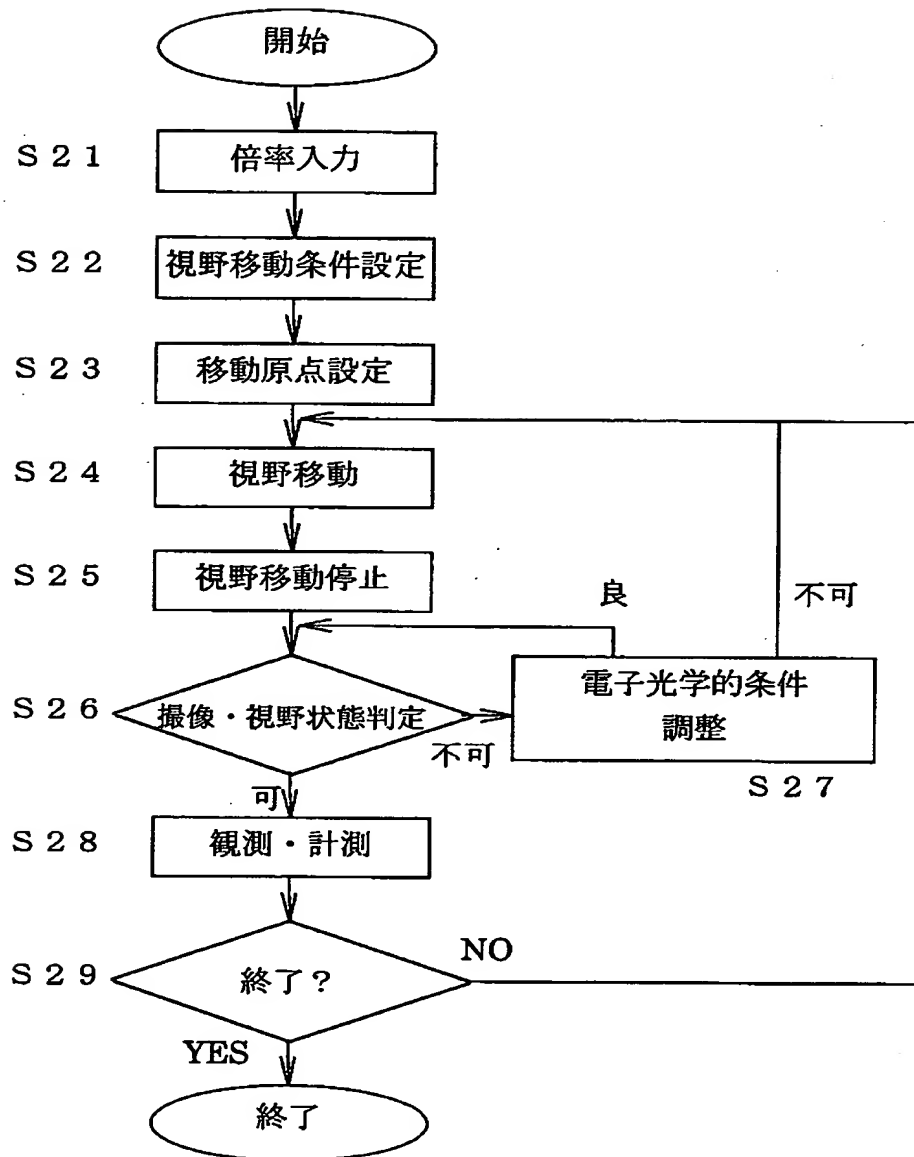 開始
S21
倍率入力
S22
視野移動条件設定
S23
移動原点設定
S24
視野移動
S25
視野移動停止
良
不可
S26
撮像・視野状態判定
不可
電子光学的条件
調整
S27
可
S28
観測・計測
S29
終了?
NO
YES
終了